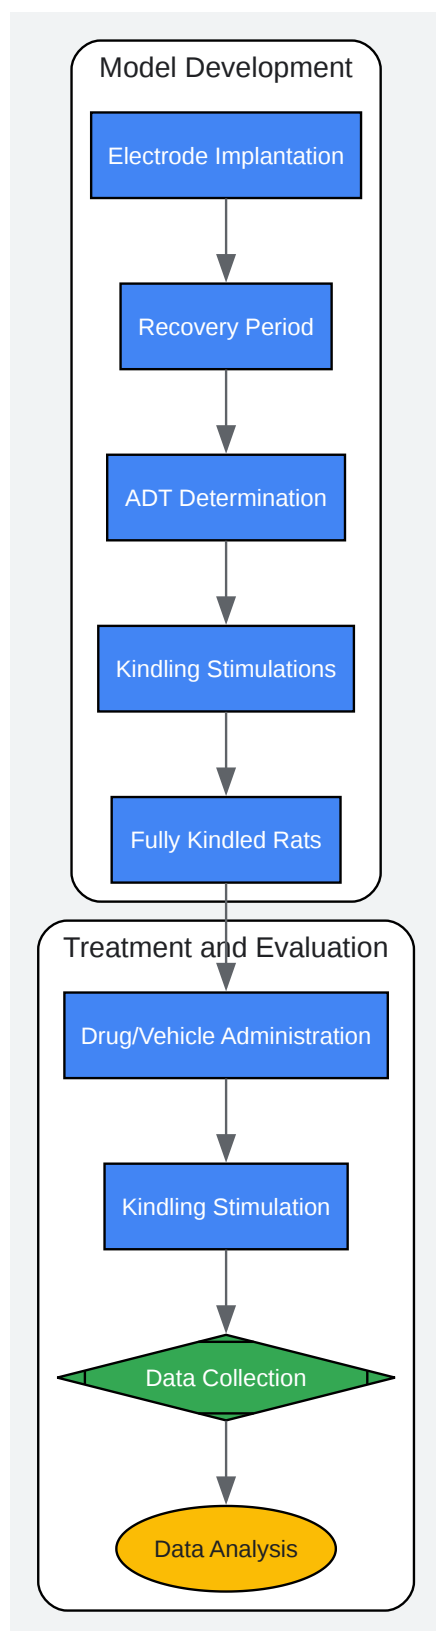 Model Development
Electrode Implantation
Recovery Period
ADT Determination
Kindling Stimulations
Fully Kindled Rats
Treatment and Evaluation
Drug/Vehicle Administration
Kindling Stimulation
Data Collection
Data Analysis